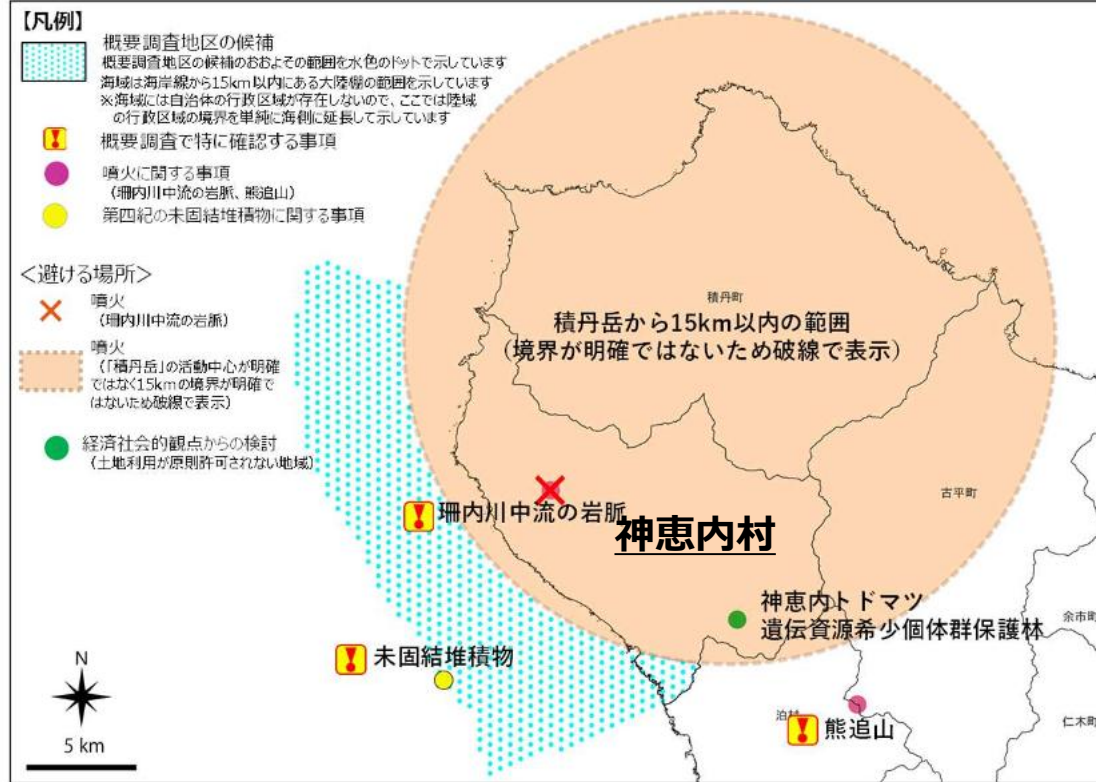 【凡例】
概要調査地区の候補
概要調査地区の候補のおおよその範囲を水色のドットで示しています
海域は海岸線から15km以内にある大陸棚の範囲を示しています
※海域には自治体の行政区域が存在しないので、ここでは陸域
の行政区域の境界を単純に海側に延長して示しています
概要調査で特に確認する事項
噴火に関する事項
（珊内川中流の岩脈、熊追山）
第四紀の未固結堆積物に関する事項
＜避ける場所＞
噴火
（珊内川中流の岩脈）
噴火
（「積丹岳」の活動中心が明確
ではなく15kmの境界が明確で
はないため破線で表示）
経済社会的観点からの検討
（土地利用が原則許可されない地域）
積丹町
積丹岳から15km以内の範囲
（境界が明確ではないため破線で表示）
古平町
珊内川中流の岩脈
神恵内村
神恵内トドマツ
遺伝資源希少個体群保護林
余市町
未固結堆積物
泊村
熊追山
仁木町
N
5 km